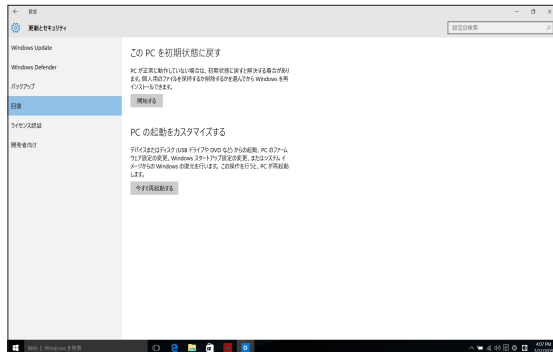 設定
更新とセキュリティ
設定の検索
Windows Update
Windows Defender
バックアップ
回復
ライセンス認証
開発者向け
この PC を初期状態に戻す
PC が正常に動作していない場合は、初期状態に戻すと解決する場合があり
ます。個人用のファイルを保持するか削除するかを選んでから Windows を再
インストールできます。
開始する
PC の起動をカスタマイズする
デバイスまたはディスク (USB ドライブや DVD など) からの起動、PC のファーム
ウェア設定の変更、Windows スタートアップ設定の変更、またはシステム イ
メージからの Windows の復元を行います。この操作を行うと、PC が再起動
します。
今すぐ再起動する
Web と Windows を検索
4:07 PM